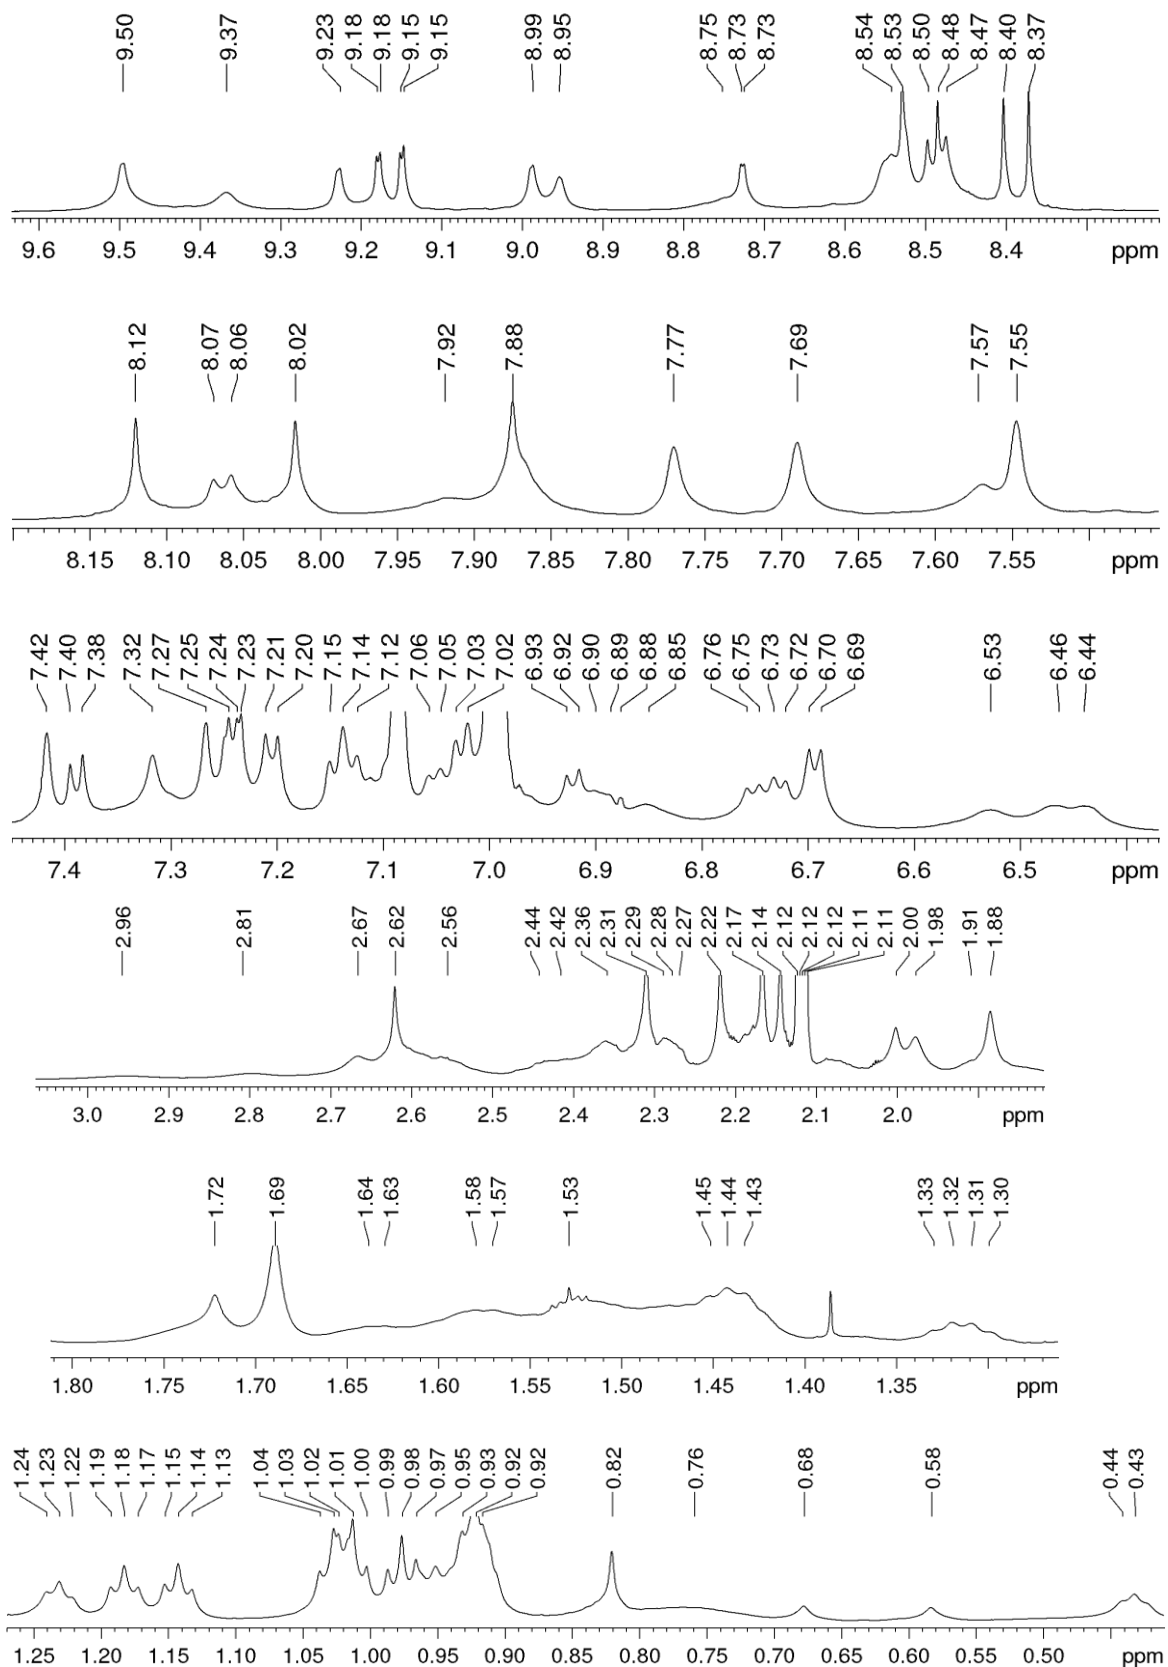 9.50 9.37 9.23 9.18 9.18 9.15 9.15 8.99 8.95 8.75 8.73 8.73 8.54 8.53 8.50 8.48 8.47 8.40 8.37
9.6 9.5 9.4 9.3 9.2 9.1 9.0 8.9 8.8 8.7 8.6 8.5 8.4 ppm
8.12 8.07 8.06 8.02 7.92 7.88 7.77 7.69 7.57 7.55
8.15 8.10 8.05 8.00 7.95 7.90 7.85 7.80 7.75 7.70 7.65 7.60 7.55 ppm
7.42 7.40 7.38 7.32 7.27 7.25 7.24 7.23 7.21 7.20 7.15 7.14 7.12 7.06 7.05 7.03 7.02 6.93 6.92 6.90 6.89 6.88 6.85 6.76 6.75 6.73 6.72 6.70 6.69 6.53 6.46 6.44
7.4 7.3 7.2 7.1 7.0 6.9 6.8 6.7 6.6 6.5 ppm
2.96 2.81 2.67 2.62 2.56 2.44 2.42 2.36 2.31 2.29 2.28 2.27 2.22 2.17 2.14 2.12 2.12 2.12 2.11 2.11 2.00 1.98 1.91 1.88
3.0 2.9 2.8 2.7 2.6 2.5 2.4 2.3 2.2 2.1 2.0 ppm
1.72 1.69 1.64 1.63 1.58 1.57 1.53 1.45 1.44 1.43 1.33 1.32 1.31 1.30
1.80 1.75 1.70 1.65 1.60 1.55 1.50 1.45 1.40 1.35 ppm
1.24 1.23 1.22 1.19 1.18 1.17 1.15 1.14 1.13 1.04 1.03 1.02 1.01 1.00 0.99 0.98 0.97 0.95 0.93 0.92 0.92 0.82 0.76 0.68 0.58 0.44 0.43
1.25 1.20 1.15 1.10 1.05 1.00 0.95 0.90 0.85 0.80 0.75 0.70 0.65 0.60 0.55 0.50 ppm